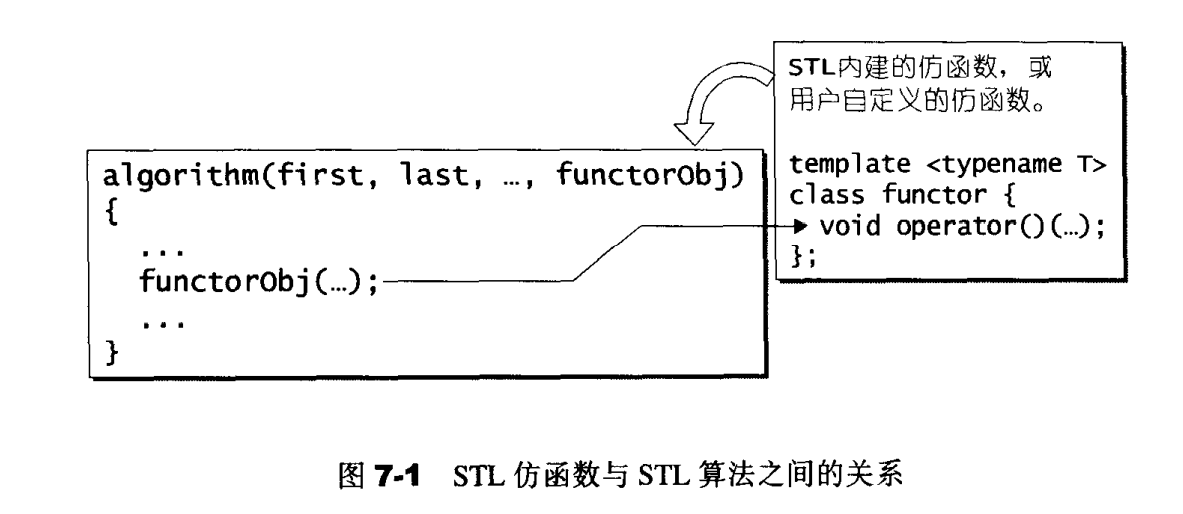 STL内建的仿函数，或
用户自定义的仿函数。
template <typename T>
class functor {
void operator()(…);
};
algorithm(first, last, …, functorObj)
{
...
functorObj(…);
...
}
图 7-1 STL 仿函数与 STL 算法之间的关系